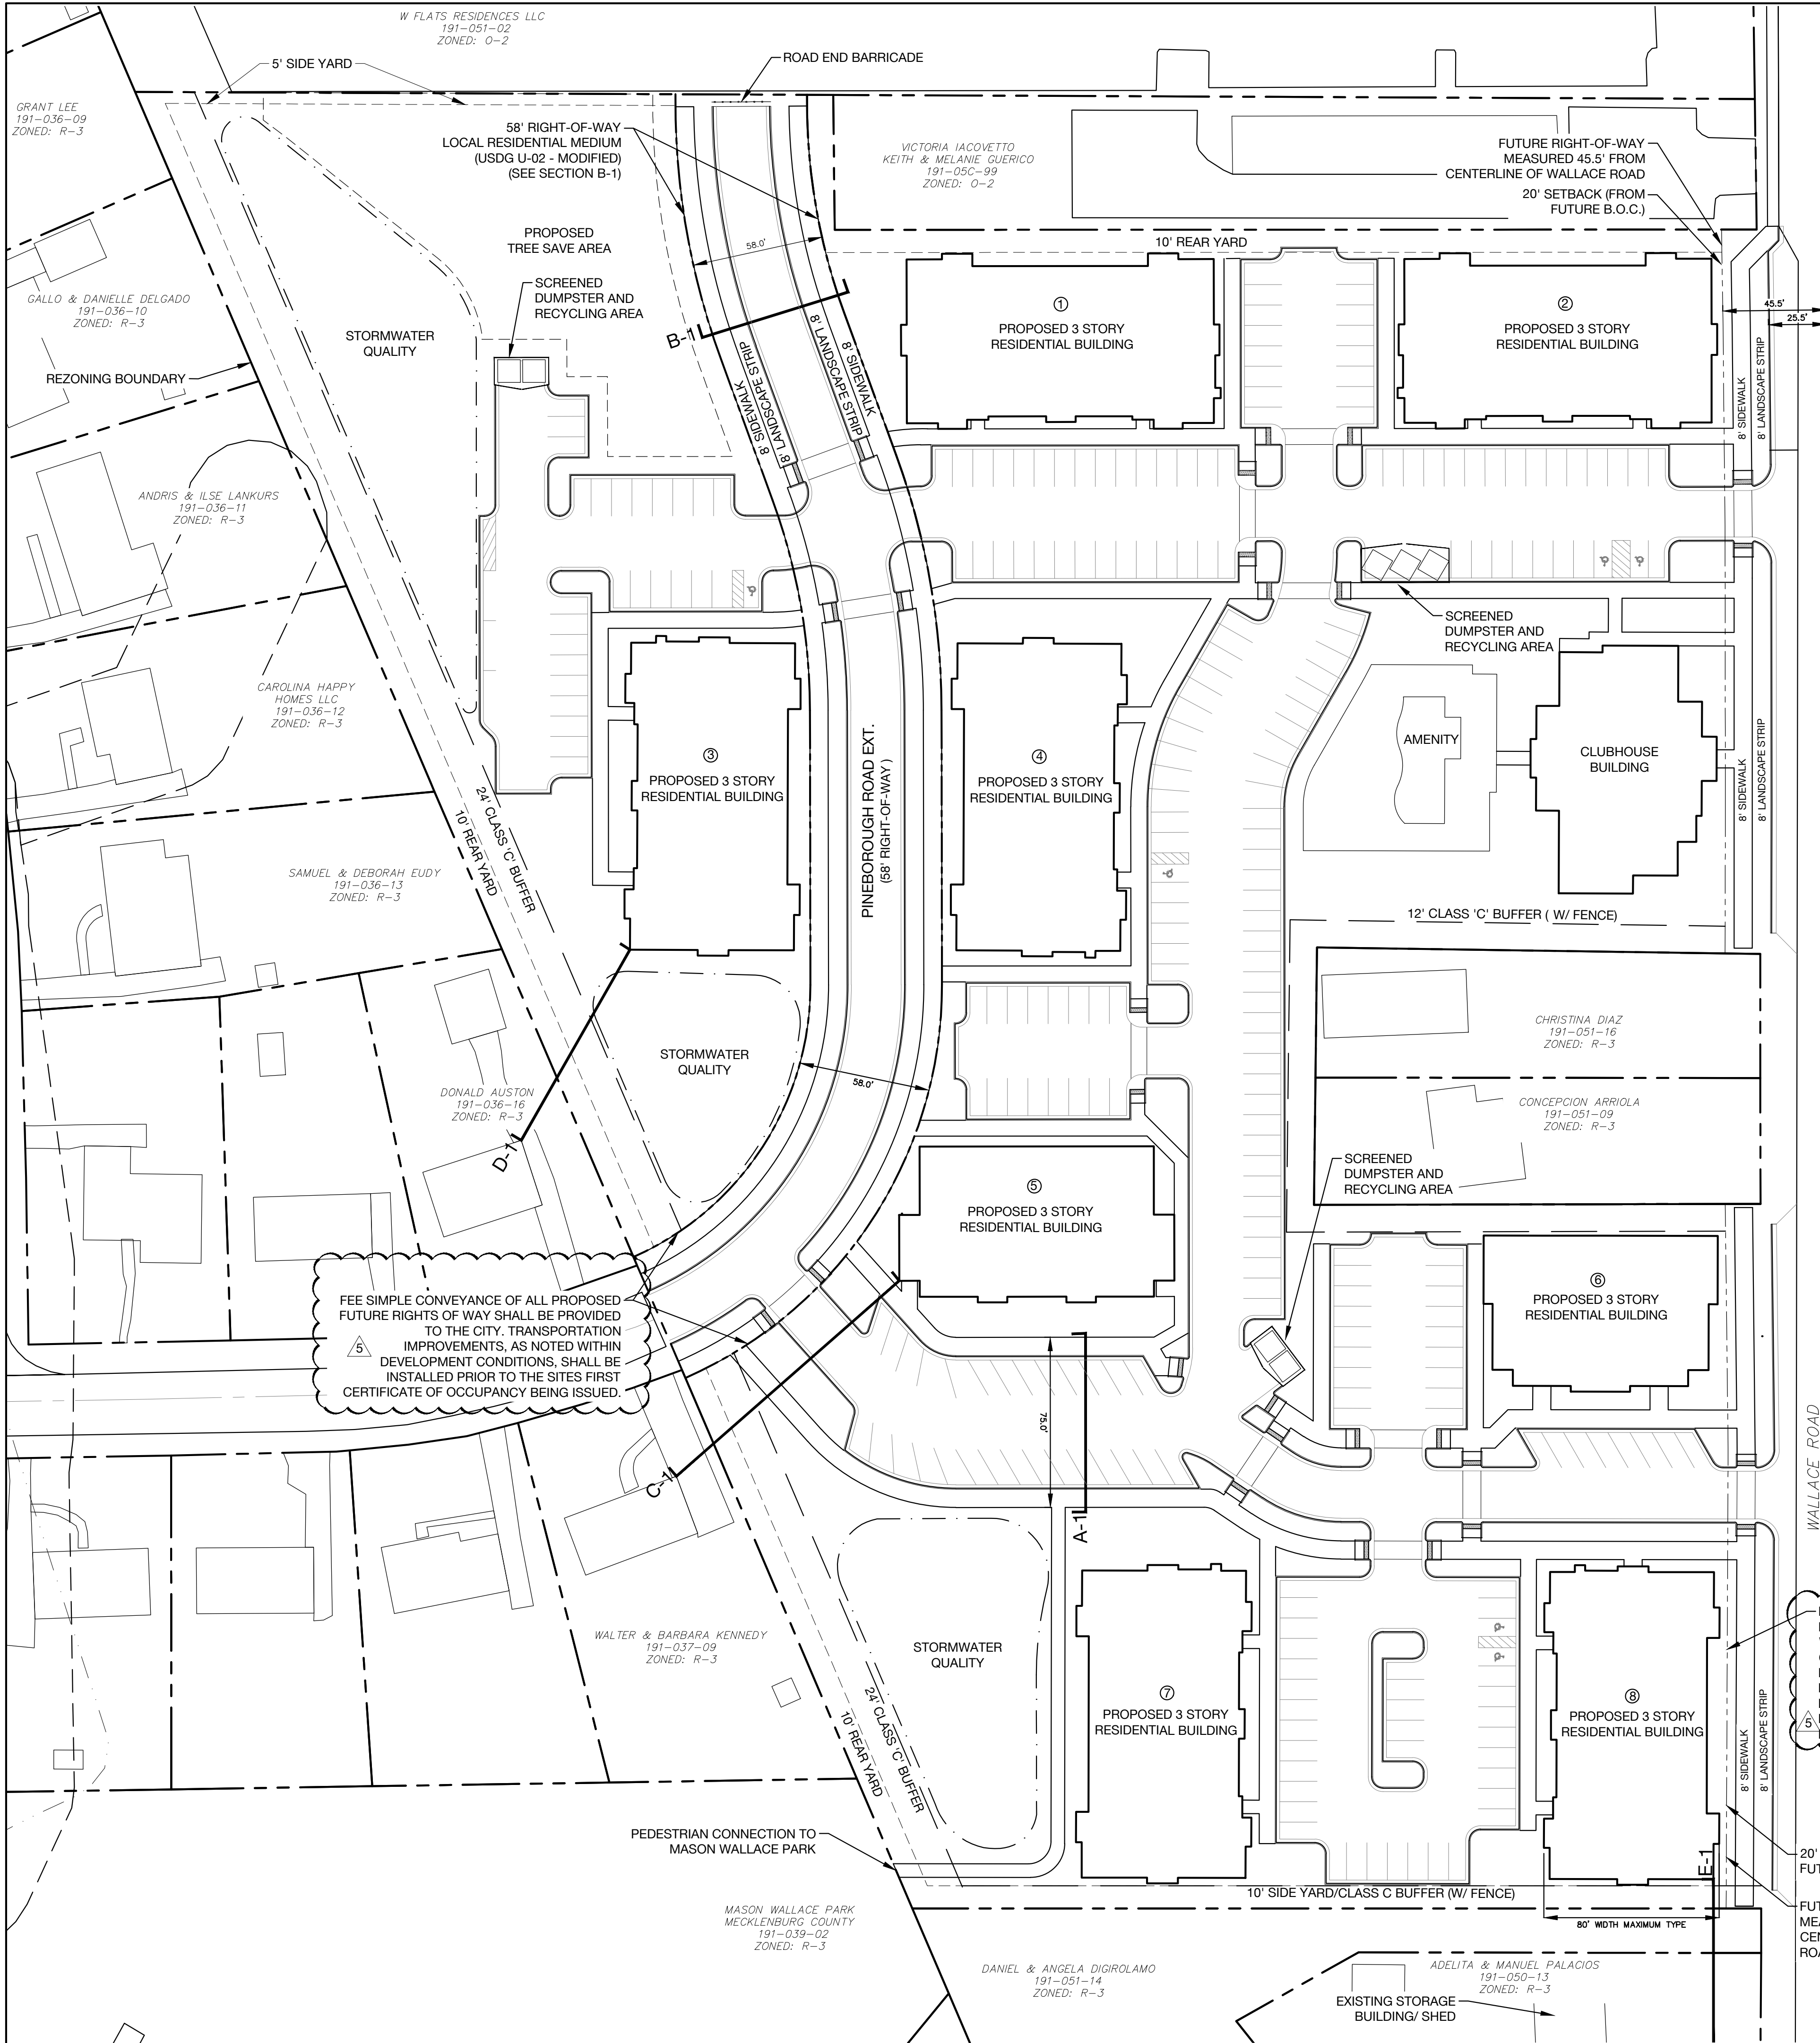 W FLATS RESIDENCES LLC
191-051-02
ZONED: O-2
5' SIDE YARD
ROAD END BARRICADE
GRANT LEE
191-036-09
ZONED: R-3
58' RIGHT-OF-WAY
LOCAL RESIDENTIAL MEDIUM
(USDG U-02 - MODIFIED)
(SEE SECTION B-1)
VICTORIA IACOVETTO
KEITH & MELANIE GUERICO
191-05C-99
ZONED: O-2
FUTURE RIGHT-OF-WAY
MEASURED 45.5' FROM
CENTERLINE OF WALLACE ROAD
20' SETBACK (FROM
FUTURE B.O.C.)
PROPOSED
TREE SAVE AREA
58.0'
10' REAR YARD
SCREENED
DUMPSTER AND
RECYCLING AREA
GALLO & DANIELLE DELGADO
191-036-10
ZONED: R-3
STORMWATER
QUALITY
REZONING BOUNDARY
B-1
8' SIDEWALK
8' LANDSCAPE STRIP
8' LANDSCAPE STRIP
8' SIDEWALK
1
PROPOSED 3 STORY
RESIDENTIAL BUILDING
2
PROPOSED 3 STORY
RESIDENTIAL BUILDING
45.5'
25.5'
8' SIDEWALK
8' LANDSCAPE STRIP
ANDRIS & ILSE LANKURS
191-036-11
ZONED: R-3
SCREENED
DUMPSTER AND
RECYCLING AREA
CAROLINA HAPPY
HOMES LLC
191-036-12
ZONED: R-3
3
PROPOSED 3 STORY
RESIDENTIAL BUILDING
PINEBOROUGH ROAD EXT.
(58' RIGHT-OF-WAY )
4
PROPOSED 3 STORY
RESIDENTIAL BUILDING
AMENITY
CLUBHOUSE
BUILDING
8' SIDEWALK
8' LANDSCAPE STRIP
24' CLASS 'C' BUFFER
10' REAR YARD
SAMUEL & DEBORAH EUDY
191-036-13
ZONED: R-3
12' CLASS 'C' BUFFER ( W/ FENCE)
CHRISTINA DIAZ
191-051-16
ZONED: R-3
STORMWATER
QUALITY
58.0'
DONALD AUSTON
191-036-16
ZONED: R-3
D-1
CONCEPCION ARRIOLA
191-051-09
ZONED: R-3
SCREENED
DUMPSTER AND
RECYCLING AREA
5
PROPOSED 3 STORY
RESIDENTIAL BUILDING
6
PROPOSED 3 STORY
RESIDENTIAL BUILDING
FEE SIMPLE CONVEYANCE OF ALL PROPOSED
FUTURE RIGHTS OF WAY SHALL BE PROVIDED
TO THE CITY. TRANSPORTATION
IMPROVEMENTS, AS NOTED WITHIN
DEVELOPMENT CONDITIONS, SHALL BE
INSTALLED PRIOR TO THE SITES FIRST
CERTIFICATE OF OCCUPANCY BEING ISSUED.
5
75.0'
C-1
A-1
WALLACE ROAD
WALTER & BARBARA KENNEDY
191-037-09
ZONED: R-3
STORMWATER
QUALITY
24' CLASS 'C' BUFFER
10' REAR YARD
7
PROPOSED 3 STORY
RESIDENTIAL BUILDING
8
PROPOSED 3 STORY
RESIDENTIAL BUILDING
8' SIDEWALK
8' LANDSCAPE STRIP
5
PEDESTRIAN CONNECTION TO
MASON WALLACE PARK
E-1
20'
FUT
10' SIDE YARD/CLASS C BUFFER (W/ FENCE)
MASON WALLACE PARK
MECKLENBURG COUNTY
191-039-02
ZONED: R-3
80' WIDTH MAXIMUM TYPE
FUT
MEA
CEN
ROA
DANIEL & ANGELA DIGIROLAMO
191-051-14
ZONED: R-3
ADELITA & MANUEL PALACIOS
191-050-13
ZONED: R-3
EXISTING STORAGE
BUILDING/ SHED